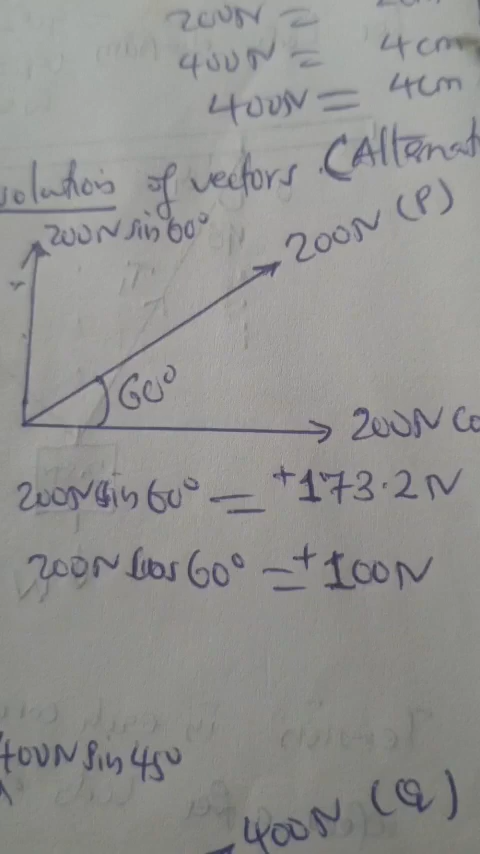 200N =
400N = 4cm
400N = 4cm
solution of vectors (Alternat
200N sin 60°
200N (P)
60°
200N Co
200N sin 60° = +173.2N
200N cos 60° = +100N
400N sin 45°
400N (Q)